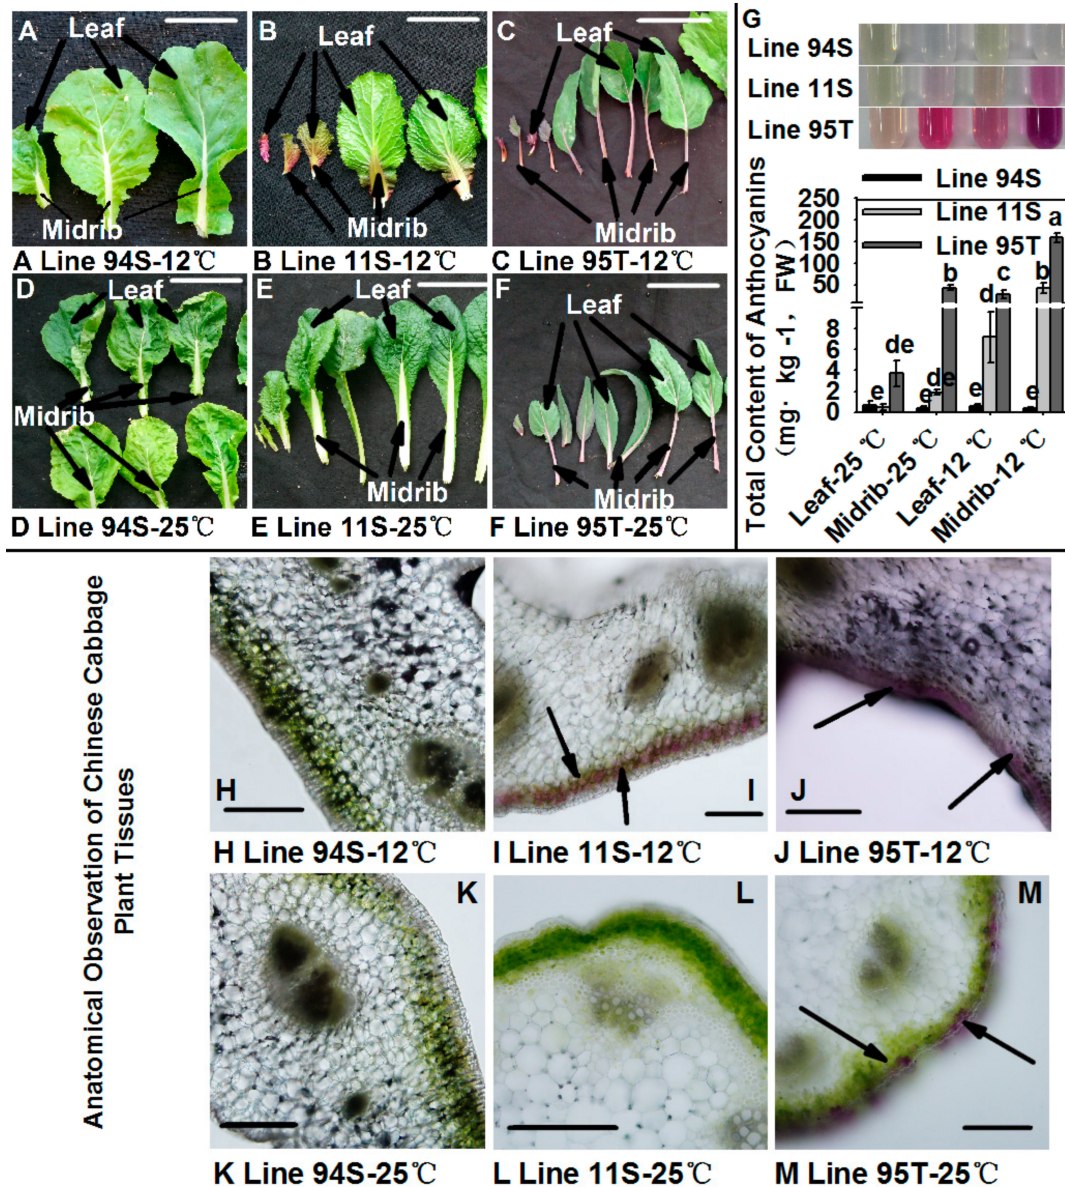 A
Leaf
Midrib
A Line 94S-12℃
B
Leaf
Midrib
B Line 11S-12℃
C
Leaf
Midrib
C Line 95T-12℃
D
Leaf
Midrib
D Line 94S-25℃
E
Leaf
Midrib
E Line 11S-25℃
F
Leaf
Midrib
F Line 95T-25℃
G
Line 94S
Line 11S
Line 95T
Line 94S
Line 11S
Line 95T
Total Content of Anthocyanins
(mg· kg -1, FW)
250
200
150
100
50
8
6
4
2
0
e
de
e
de
b
e
d
c
e
b
a
Leaf-25 ℃
Midrib-25 ℃
Leaf-12 ℃
Midrib-12 ℃
Anatomical Observation of Chinese Cabbage
Plant Tissues
H
H Line 94S-12℃
I
I Line 11S-12℃
J
J Line 95T-12℃
K
K Line 94S-25℃
L
L Line 11S-25℃
M
M Line 95T-25℃